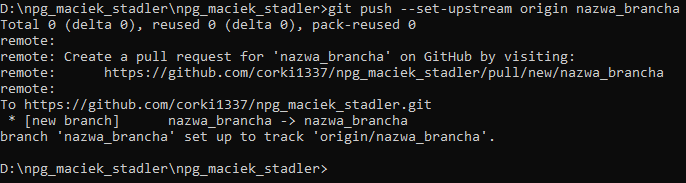 D:\npg_maciek_stadler\npg_maciek_stadler>git push --set-upstream origin nazwa_brancha
Total 0 (delta 0), reused 0 (delta 0), pack-reused 0
remote:
remote: Create a pull request for 'nazwa_brancha' on GitHub by visiting:
remote:      https://github.com/corki1337/npg_maciek_stadler/pull/new/nazwa_brancha
remote:
To https://github.com/corki1337/npg_maciek_stadler.git
 * [new branch]      nazwa_brancha -> nazwa_brancha
branch 'nazwa_brancha' set up to track 'origin/nazwa_brancha'.
D:\npg_maciek_stadler\npg_maciek_stadler>